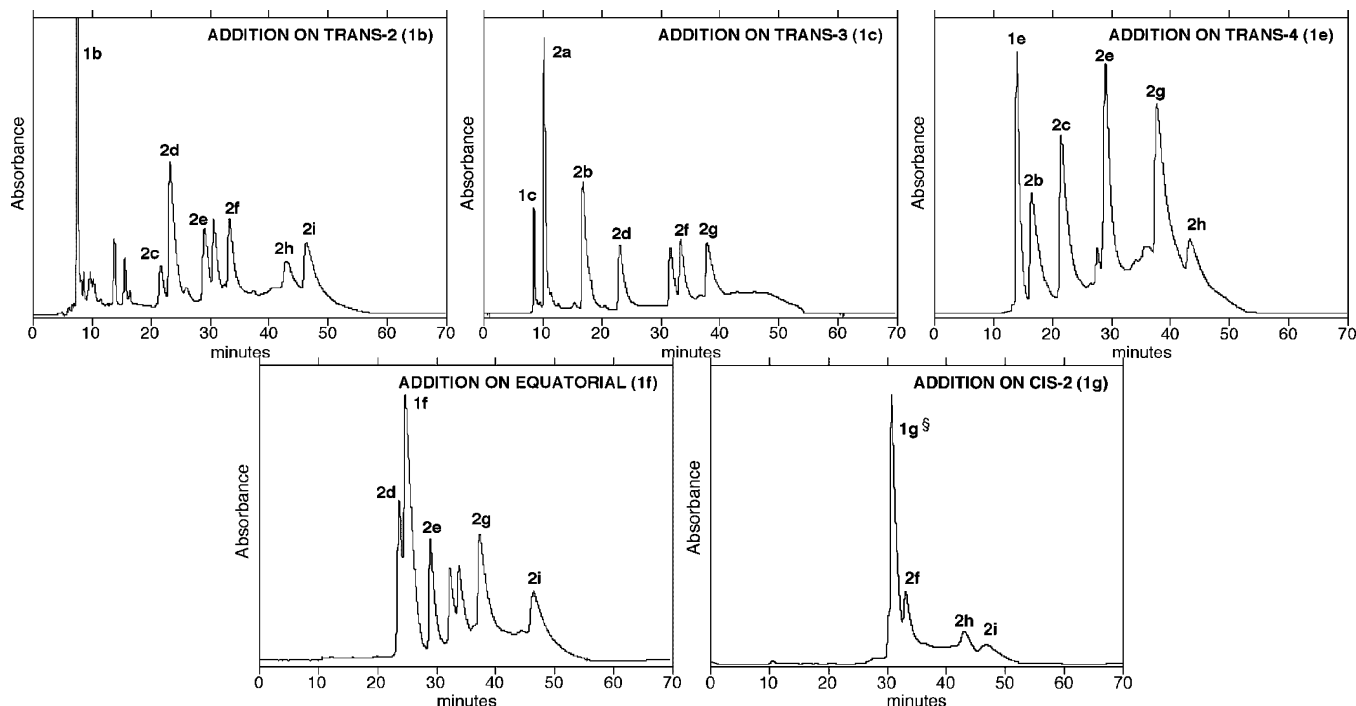 ADDITION ON TRANS-2 (1b)
1b
2d
2c
2e
2f
2h
2i
Absorbance
0 10 20 30 40 50 60 70
minutes
ADDITION ON TRANS-3 (1c)
2a
1c
2b
2d
2f
2g
Absorbance
0 10 20 30 40 50 60 70
minutes
ADDITION ON TRANS-4 (1e)
1e
2b
2c
2e
2g
2h
Absorbance
0 10 20 30 40 50 60 70
minutes
ADDITION ON EQUATORIAL (1f)
1f
2d
2e
2g
2i
Absorbance
0 10 20 30 40 50 60 70
minutes
ADDITION ON CIS-2 (1g)
1g §
2f
2h
2i
Absorbance
0 10 20 30 40 50 60 70
minutes